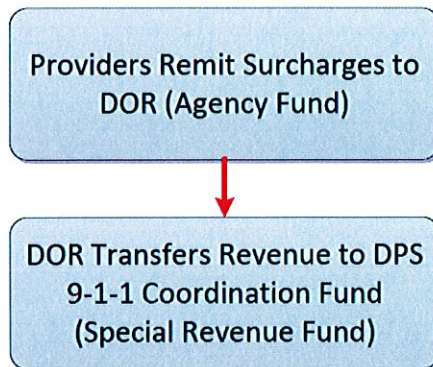 Providers Remit Surcharges to
DOR (Agency Fund)
DOR Transfers Revenue to DPS
9-1-1 Coordination Fund
(Special Revenue Fund)